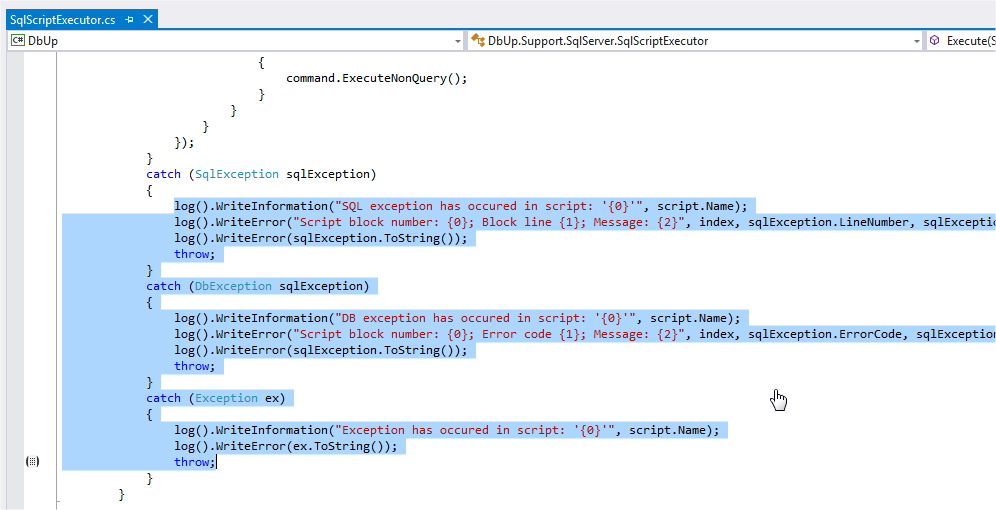 SqlScriptExecutor.cs
DbUp DbUp.Support.SqlServer.SqlScriptExecutor Execute(S
{
command.ExecuteNonQuery();
}
}
}
});
}
catch (SqlException sqlException)
{
log().WriteInformation("SQL exception has occured in script: '{0}'", script.Name);
log().WriteError("Script block number: {0}; Block line {1}; Message: {2}", index, sqlException.LineNumber, sqlExceptio
log().WriteError(sqlException.ToString());
throw;
}
catch (DbException sqlException)
{
log().WriteInformation("DB exception has occured in script: '{0}'", script.Name);
log().WriteError("Script block number: {0}; Error code {1}; Message: {2}", index, sqlException.ErrorCode, sqlException
log().WriteError(sqlException.ToString());
throw;
}
catch (Exception ex)
{
log().WriteInformation("Exception has occured in script: '{0}'", script.Name);
log().WriteError(ex.ToString());
throw;
}
}